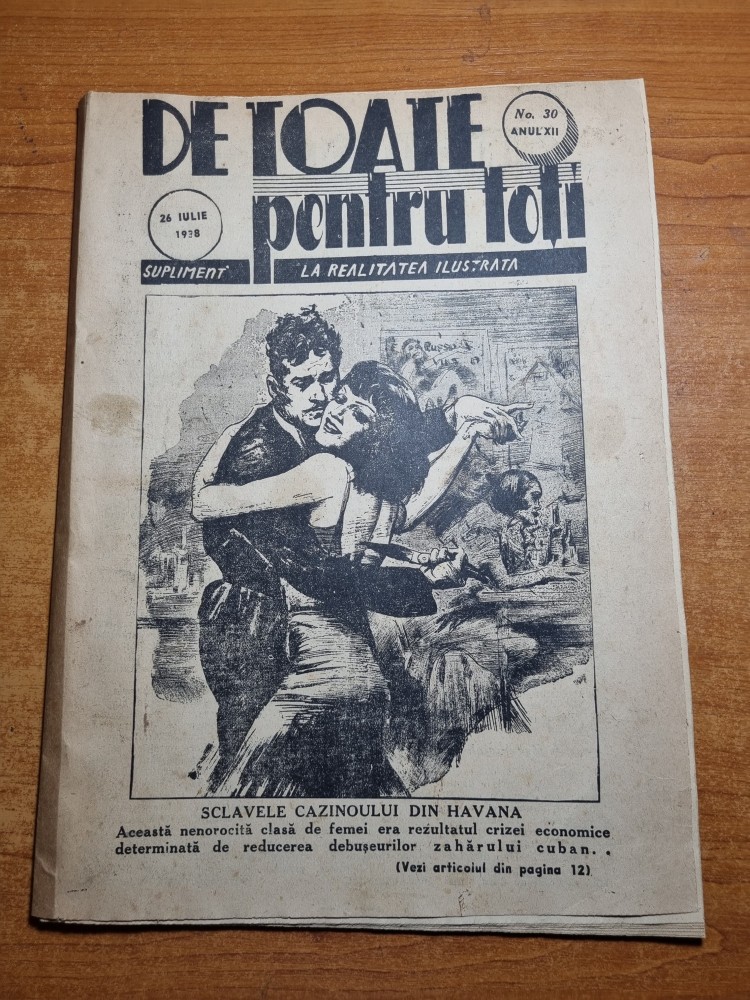 DE TOATE
No. 30
ANUL XII
pentru toți
26 IULIE
1938
SUPLIMENT LA REALITATEA ILUSTRATA
SCLAVELE CAZINOULUI DIN HAVANA
Această nenorocită clasă de femei era rezultatul crizei economice
determinată de reducerea debușeurilor zahărului cuban. .
(Vezi articolul din pagina 12)